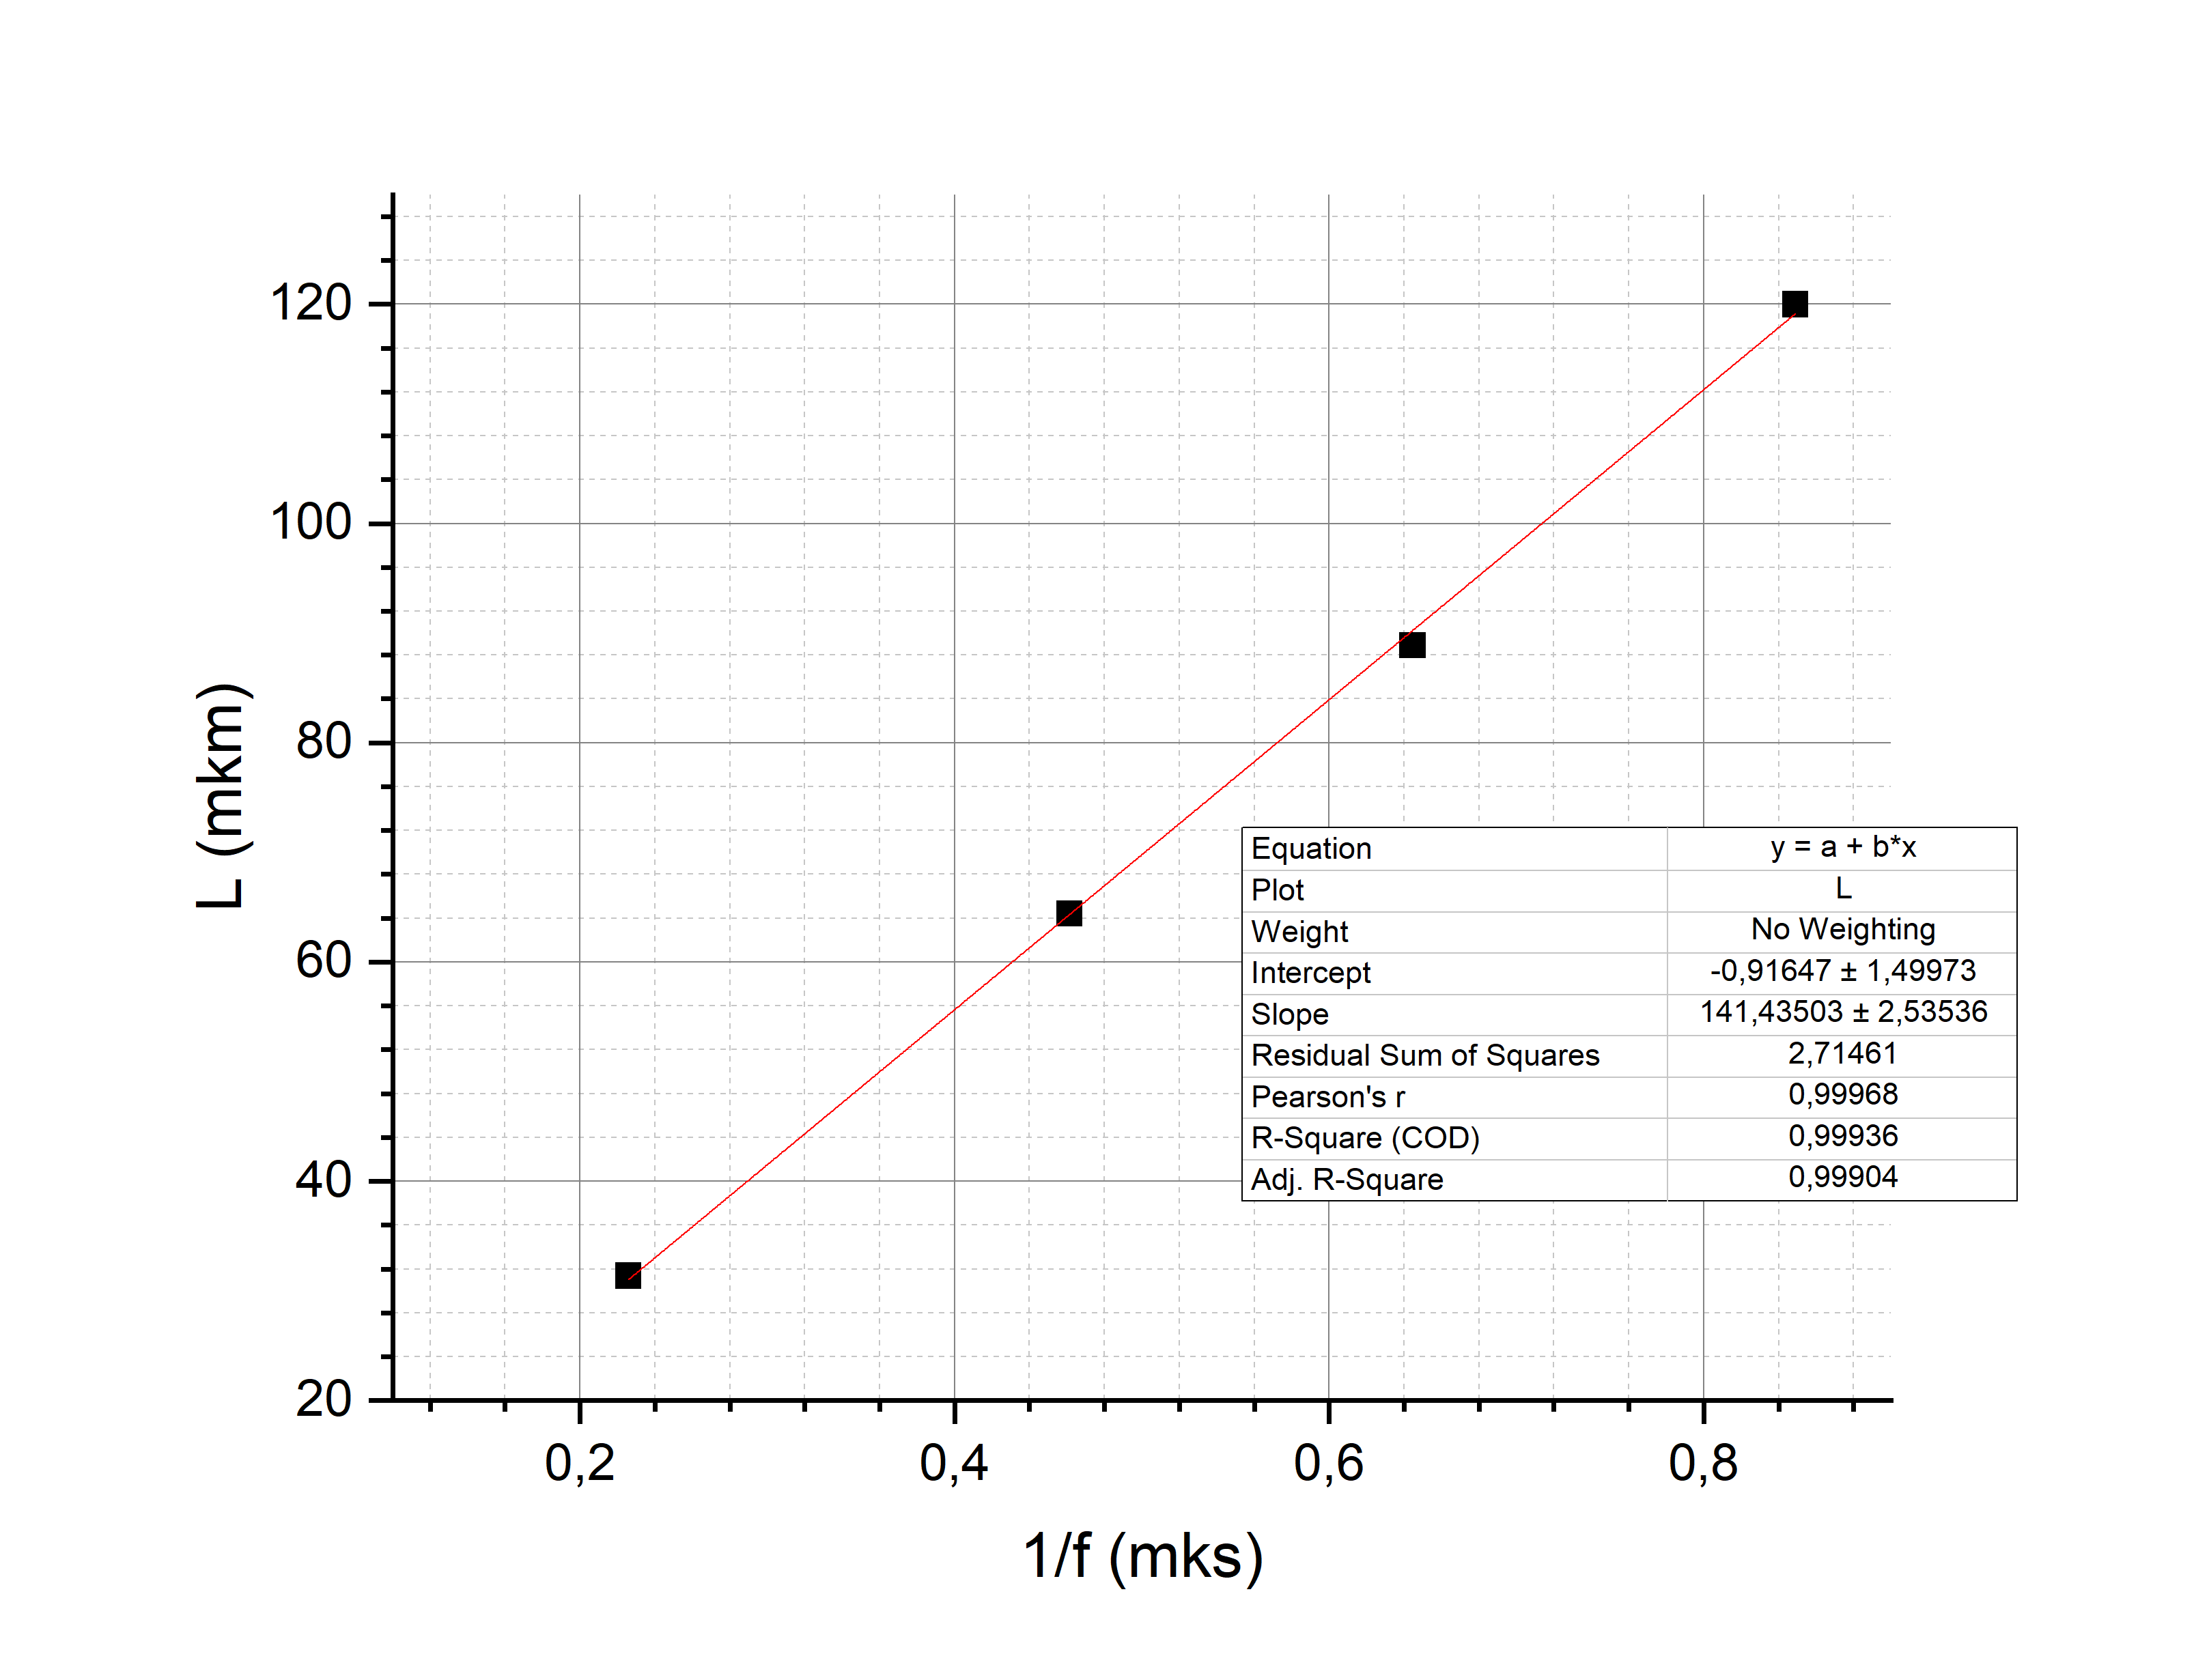 120
100
80
60
40
20
L (mkm)
Equation y = a + b*x
Plot L
Weight No Weighting
Intercept -0,91647 ± 1,49973
Slope 141,43503 ± 2,53536
Residual Sum of Squares 2,71461
Pearson's r 0,99968
R-Square (COD) 0,99936
Adj. R-Square 0,99904
0,2 0,4 0,6 0,8
1/f (mks)